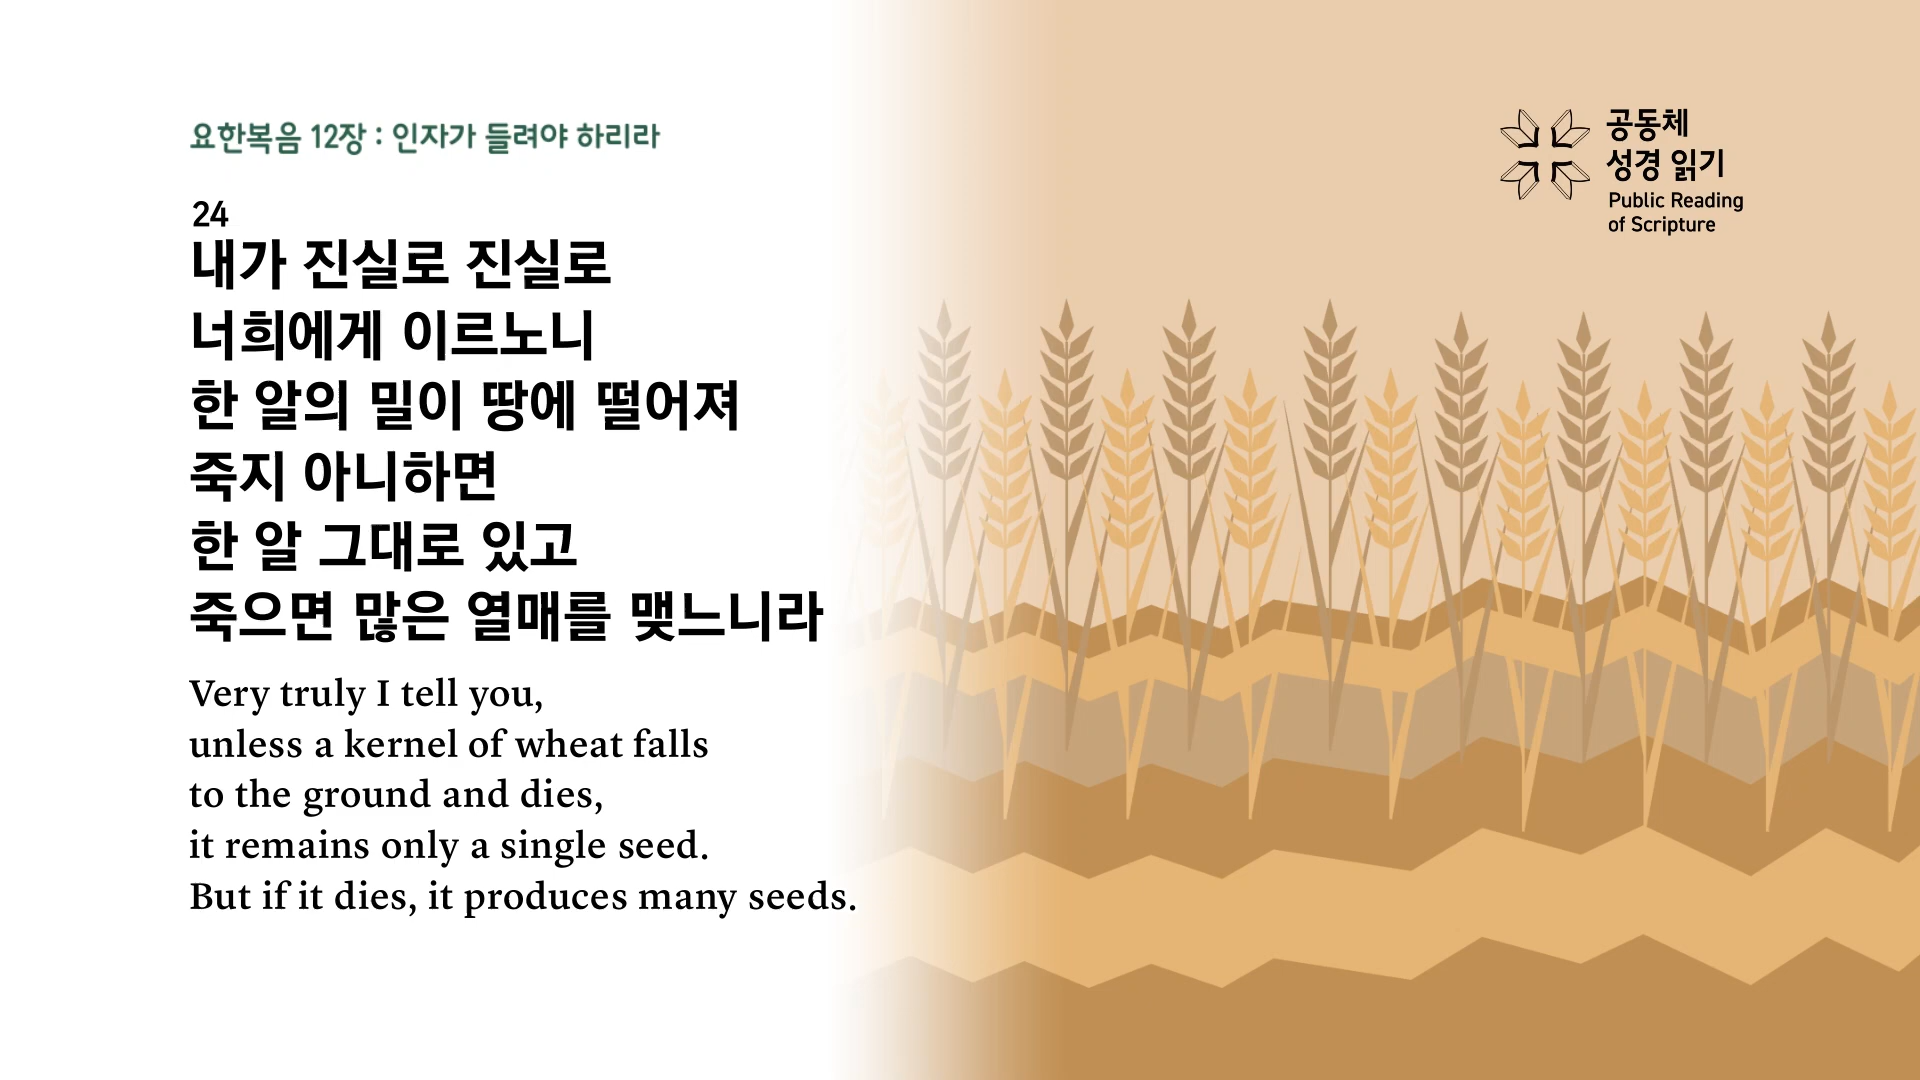 요한복음 12장 : 인자가 들려야 하리라
24
내가 진실로 진실로
너희에게 이르노니
한 알의 밀이 땅에 떨어져
죽지 아니하면
한 알 그대로 있고
죽으면 많은 열매를 맺느니라
Very truly I tell you,
unless a kernel of wheat falls
to the ground and dies,
it remains only a single seed.
But if it dies, it produces many seeds.
공동체
성경 읽기
Public Reading
of Scripture